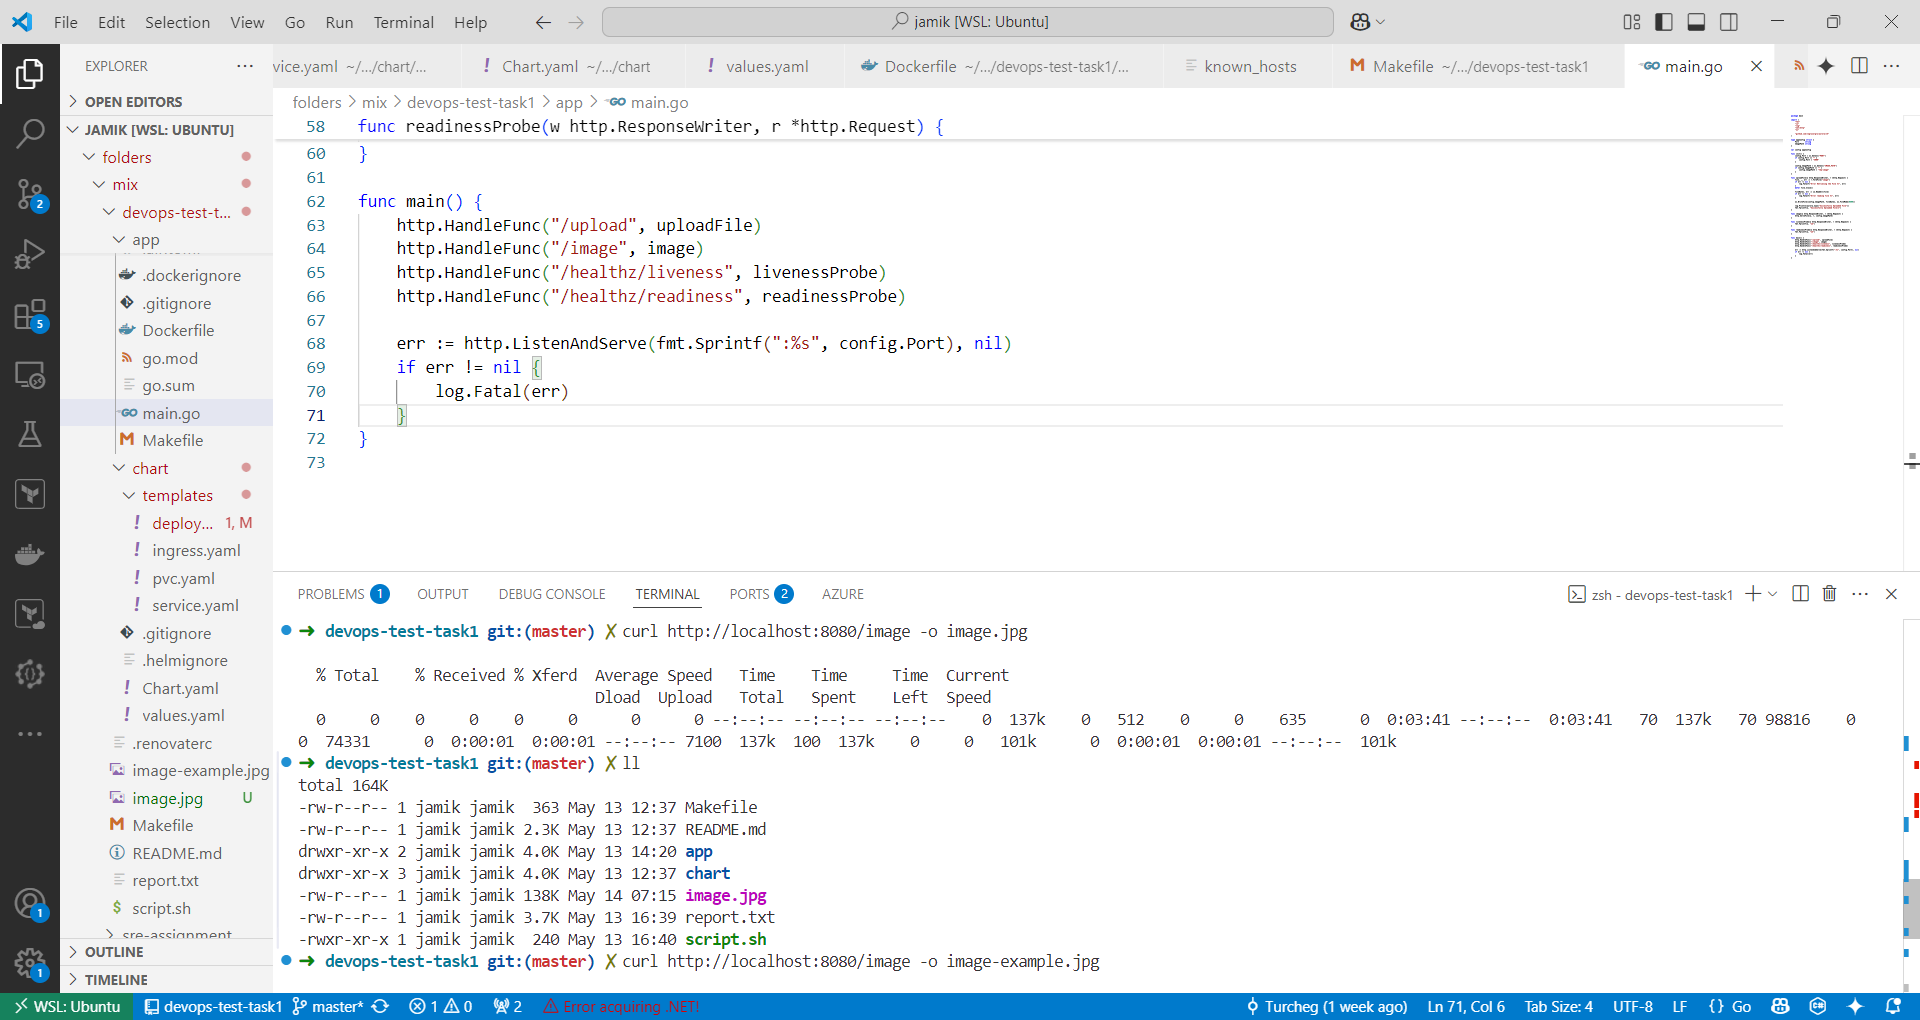 File Edit Selection View Go Run Terminal Help
jamik [WSL: Ubuntu]
EXPLORER
vice.yaml ~/.../chart/...
Chart.yaml ~/.../chart
values.yaml
Dockerfile ~/.../devops-test-task1/...
known_hosts
Makefile ~/.../devops-test-task1
main.go
OPEN EDITORS
JAMIK [WSL: UBUNTU]
folders
mix
devops-test-t...
app
.dockerignore
.gitignore
Dockerfile
go.mod
go.sum
main.go
Makefile
chart
templates
deploy... 1, M
ingress.yaml
pvc.yaml
service.yaml
.gitignore
.helmignore
Chart.yaml
values.yaml
.renovaterc
image-example.jpg
image.jpg U
Makefile
README.md
report.txt
script.sh
sre-assignment
OUTLINE
TIMELINE
2
5
1
1
folders > mix > devops-test-task1 > app > main.go
58 func readinessProbe(w http.ResponseWriter, r *http.Request) {
60 }
61
62 func main() {
63 http.HandleFunc("/upload", uploadFile)
64 http.HandleFunc("/image", image)
65 http.HandleFunc("/healthz/liveness", livenessProbe)
66 http.HandleFunc("/healthz/readiness", readinessProbe)
67
68 err := http.ListenAndServe(fmt.Sprintf(":%s", config.Port), nil)
69 if err != nil {
70 log.Fatal(err)
71 }
72 }
73
PROBLEMS 1 OUTPUT DEBUG CONSOLE TERMINAL PORTS 2 AZURE
zsh - devops-test-task1
➜ devops-test-task1 git:(master) ✗ curl http://localhost:8080/image -o image.jpg
% Total % Received % Xferd Average Speed Time Time Time Current
Dload Upload Total Spent Left Speed
0 0 0 0 0 0 0 0 --:--:-- --:--:-- --:--:-- 0 137k 0 512 0 0 635 0 0:03:41 --:--:-- 0:03:41 70 137k 70 98816 0
0 74331 0 0:00:01 0:00:01 --:--:-- 7100 137k 100 137k 0 0 101k 0 0:00:01 0:00:01 --:--:-- 101k
➜ devops-test-task1 git:(master) ✗ ll
total 164K
-rw-r--r-- 1 jamik jamik 363 May 13 12:37 Makefile
-rw-r--r-- 1 jamik jamik 2.3K May 13 12:37 README.md
drwxr-xr-x 2 jamik jamik 4.0K May 13 14:20 app
drwxr-xr-x 3 jamik jamik 4.0K May 13 12:37 chart
-rw-r--r-- 1 jamik jamik 138K May 14 07:15 image.jpg
-rw-r--r-- 1 jamik jamik 3.7K May 13 16:39 report.txt
-rwxr-xr-x 1 jamik jamik 240 May 13 16:40 script.sh
➜ devops-test-task1 git:(master) ✗ curl http://localhost:8080/image -o image-example.jpg
WSL: Ubuntu devops-test-task1 master* 1 0 2 Error acquiring .NET! Turcheg (1 week ago) Ln 71, Col 6 Tab Size: 4 UTF-8 LF {} Go